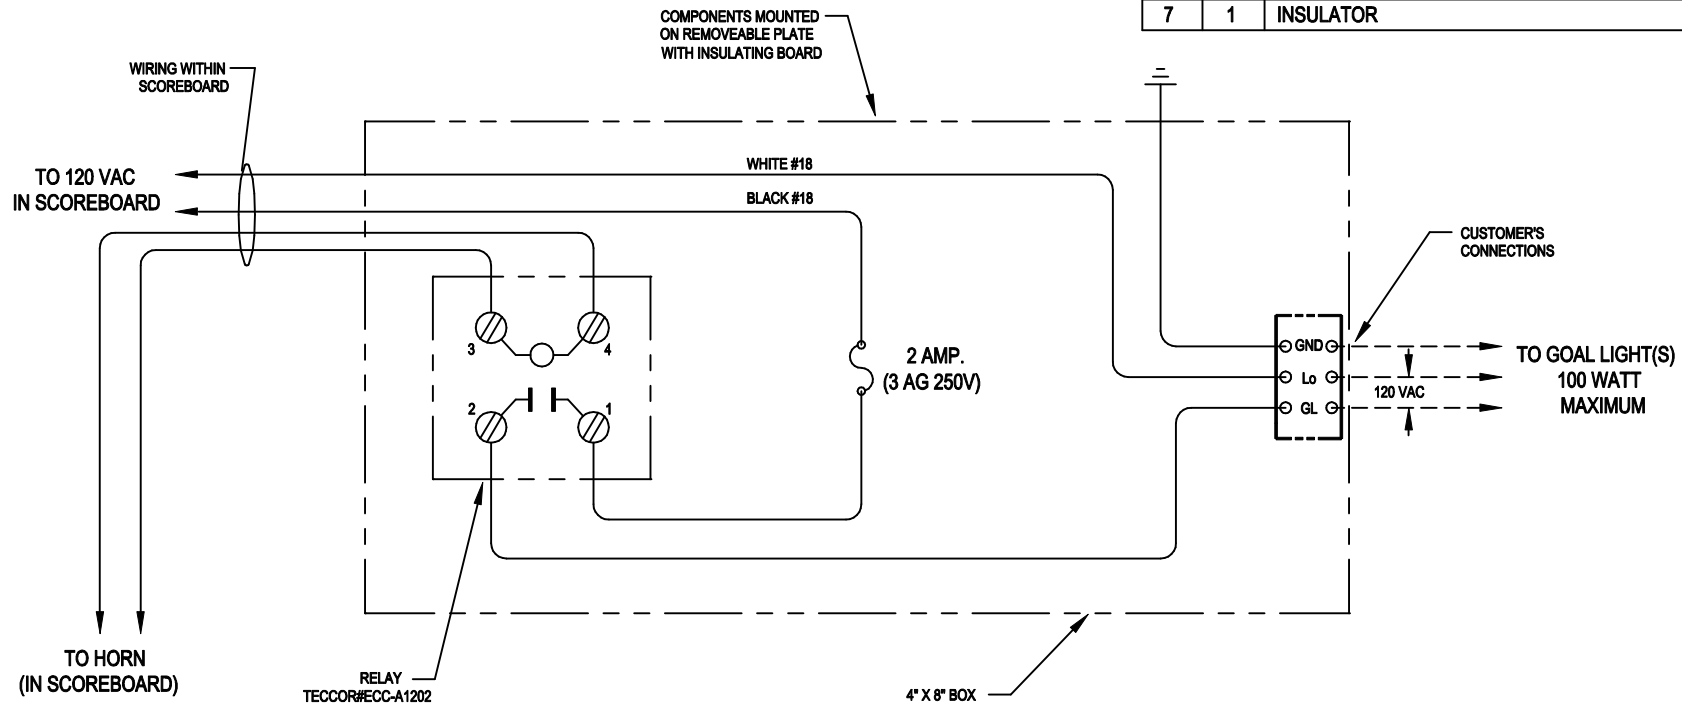 7 1 INSULATOR
COMPONENTS MOUNTED
ON REMOVEABLE PLATE
WITH INSULATING BOARD
WIRING WITHIN
SCOREBOARD
TO 120 VAC
IN SCOREBOARD
WHITE #18
BLACK #18
CUSTOMER'S
CONNECTIONS
3
4
2
1
2 AMP.
(3 AG 250V)
GND
Lo
GL
120 VAC
TO GOAL LIGHT(S)
100 WATT
MAXIMUM
TO HORN
(IN SCOREBOARD)
RELAY
TECCOR#ECC-A1202
4" X 8" BOX